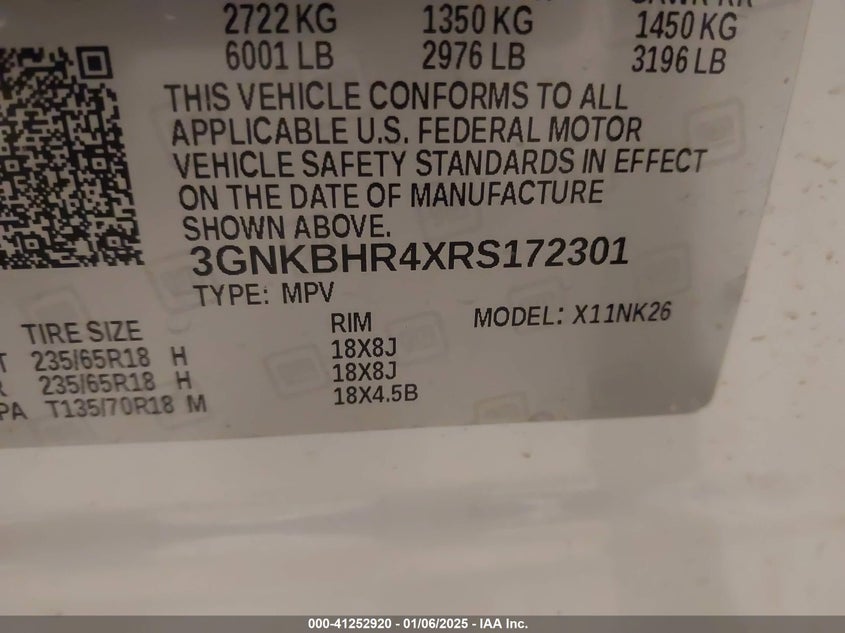 2722 KG 1350 KG 1450 KG
6001 LB 2976 LB 3196 LB
THIS VEHICLE CONFORMS TO ALL
APPLICABLE U.S. FEDERAL MOTOR
VEHICLE SAFETY STANDARDS IN EFFECT
ON THE DATE OF MANUFACTURE
SHOWN ABOVE.
3GNKBHR4XRS172301
TYPE: MPV
TIRE SIZE RIM MODEL: X11NK26
235/65R18 H 18X8J
235/65R18 H 18X8J
PA T135/70R18 M 18X4.5B
000-41252920 - 01/06/2025 - IAA Inc.